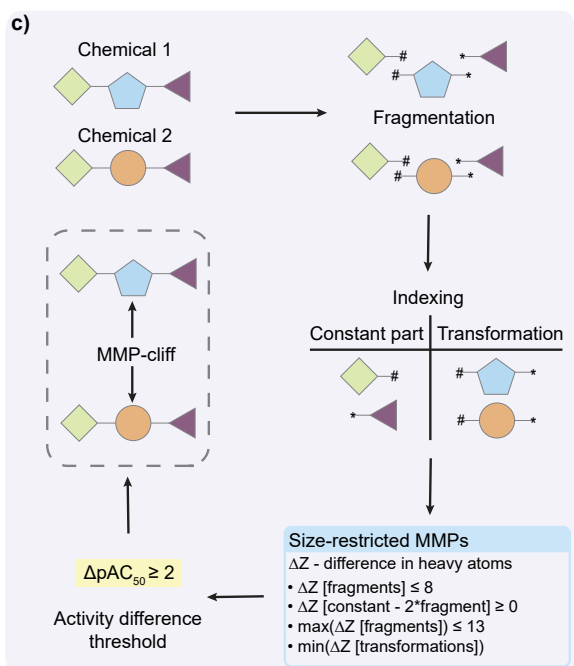 c)
Chemical 1
Chemical 2
# *
# *
Fragmentation
# *
# *
Indexing
Constant part Transformation
# # *
* # *
MMP-cliff
Size-restricted MMPs
ΔZ - difference in heavy atoms
• ΔZ [fragments] ≤ 8
• ΔZ [constant - 2*fragment] ≥ 0
• max(ΔZ [fragments]) ≤ 13
• min(ΔZ [transformations])
ΔpAC₅₀ ≥ 2
Activity difference
threshold